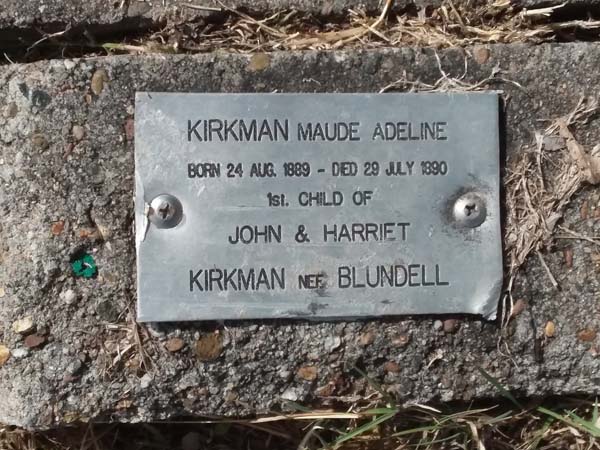 KIRKMAN MAUDE ADELINE
BORN 24 AUG. 1889 - DIED 29 JULY 1890
1st. CHILD OF
JOHN & HARRIET
KIRKMAN NEE BLUNDELL